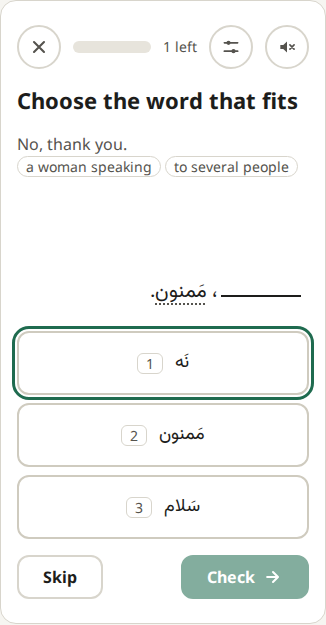 1 left
Choose the word that fits
No, thank you.
a woman speaking to several people
، مَمنون.
نَه 1
مَمنون 2
سَلام 3
Skip Check